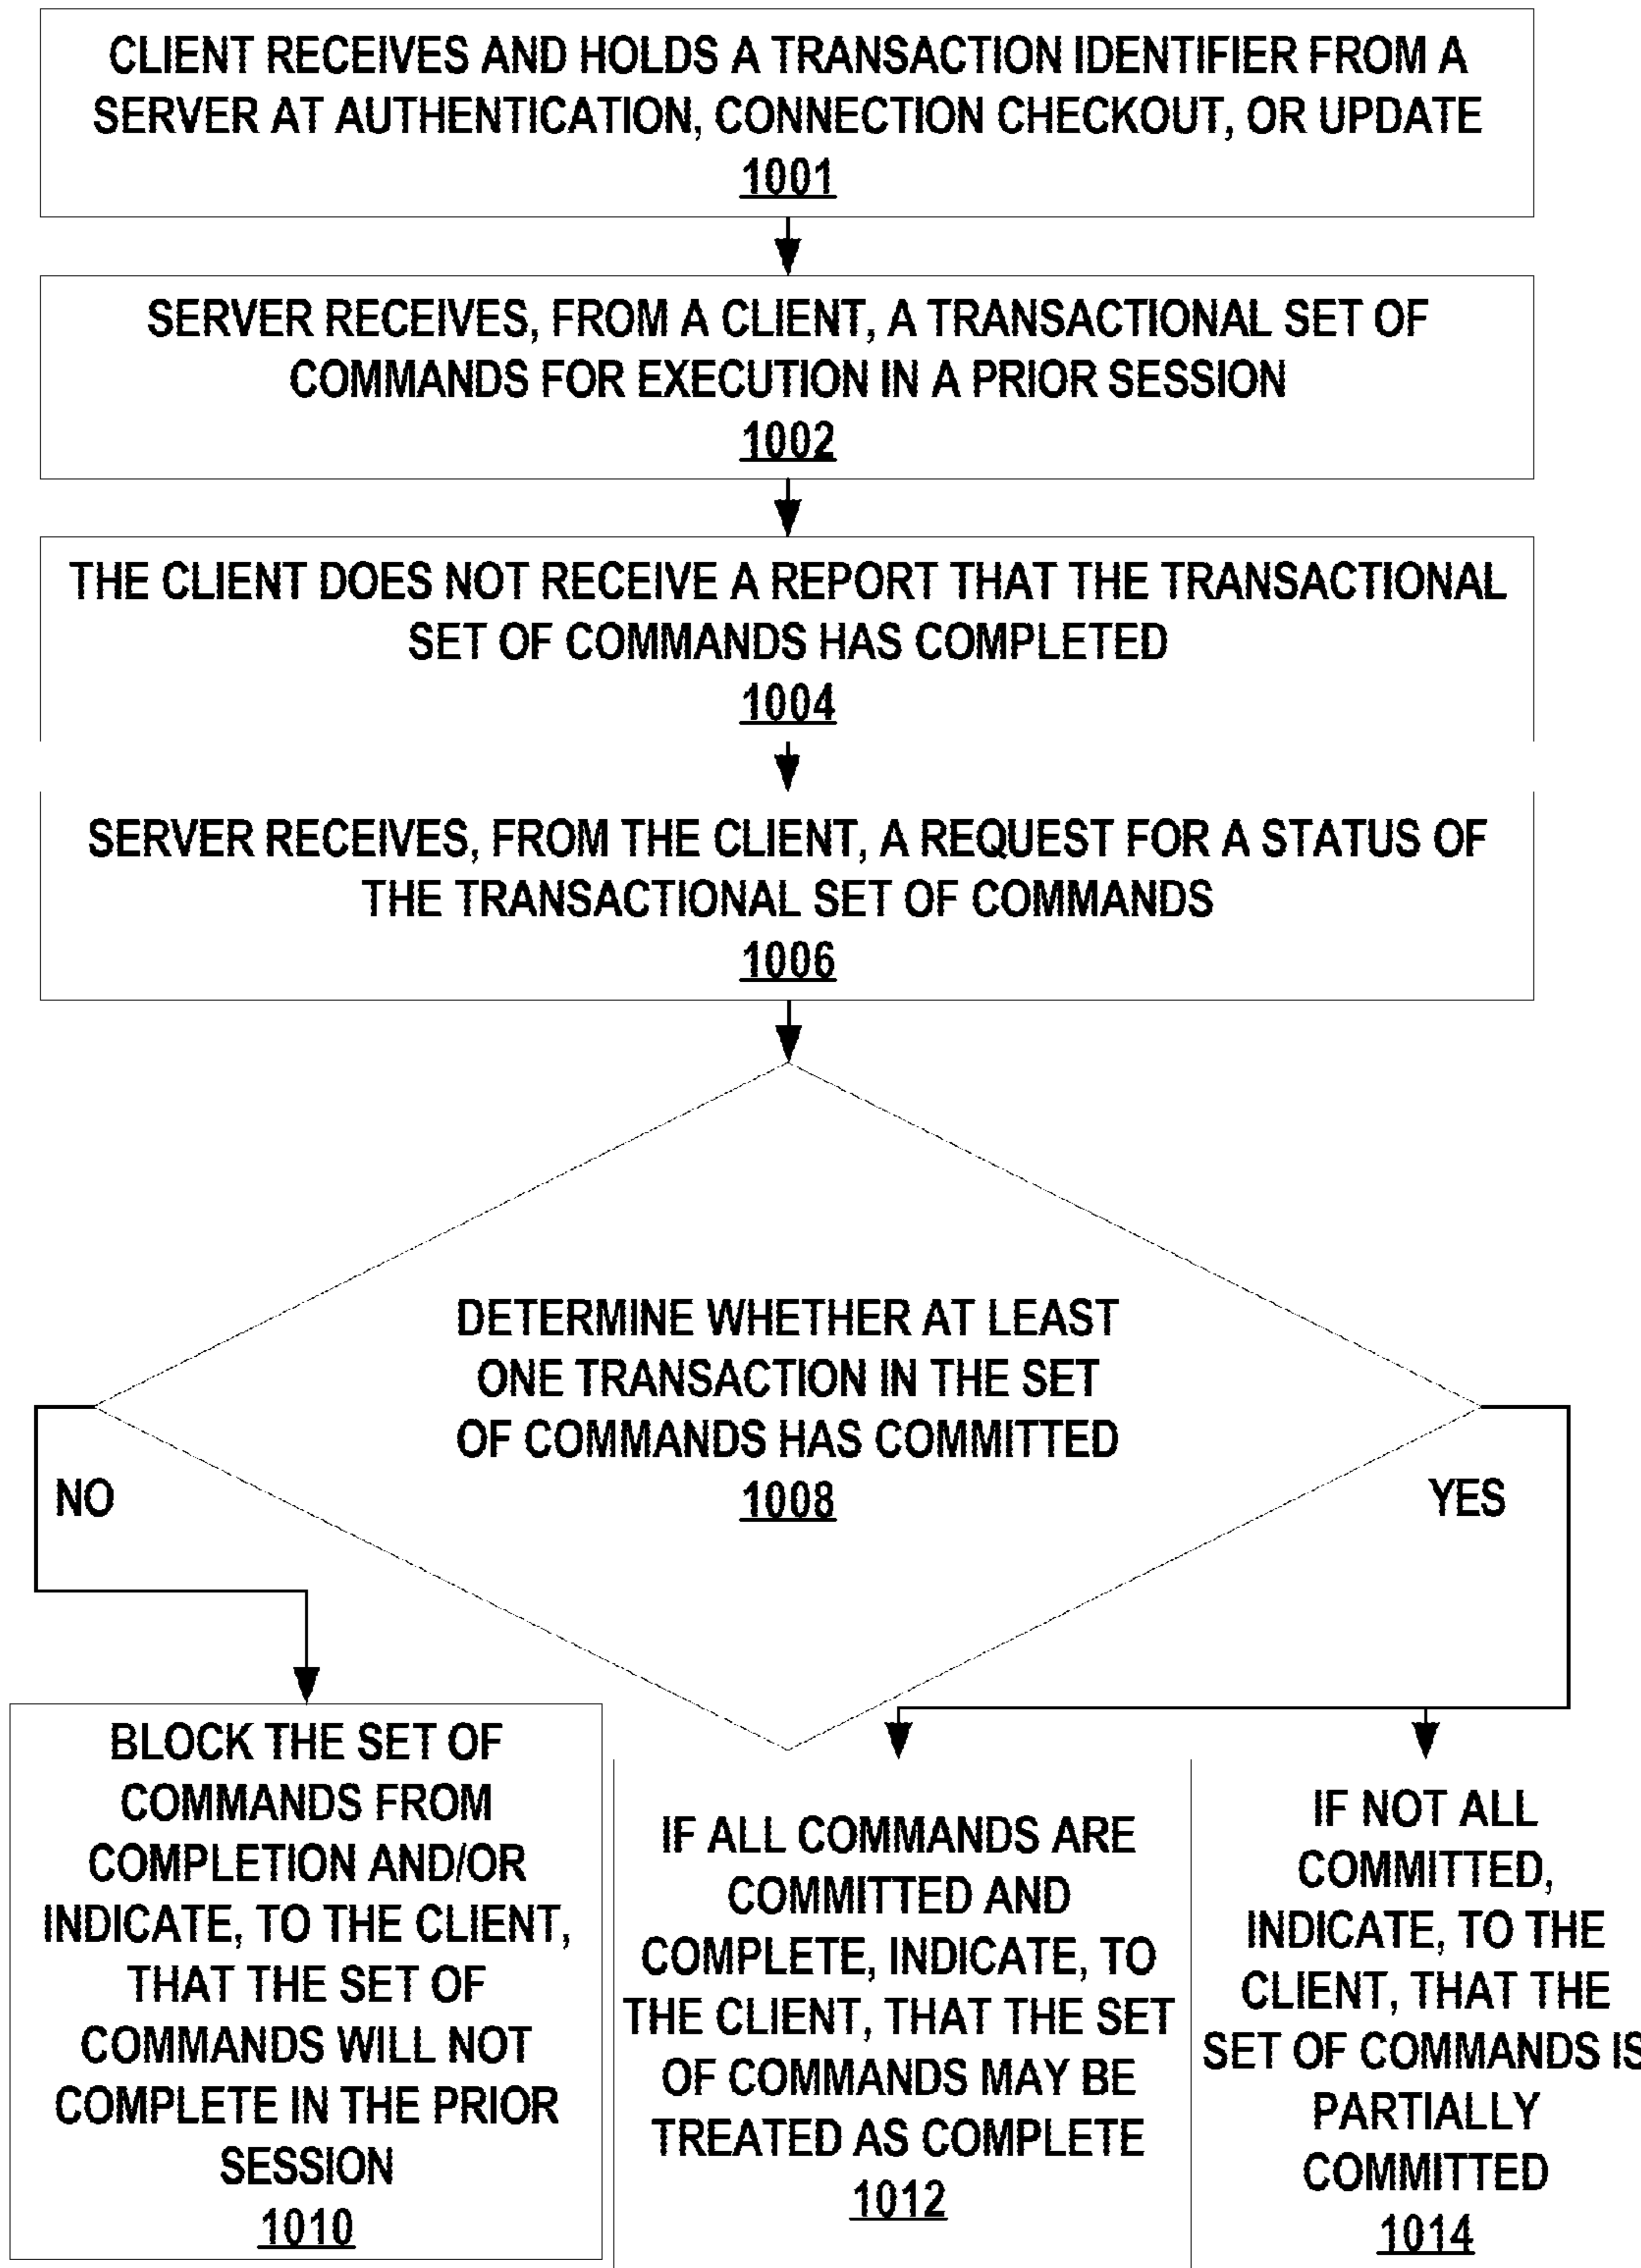 CLIENT RECEIVES AND HOLDS A TRANSACTION IDENTIFIER FROM A
SERVER AT AUTHENTICATION, CONNECTION CHECKOUT, OR UPDATE
1001
SERVER RECEIVES, FROM A CLIENT, A TRANSACTIONAL SET OF
COMMANDS FOR EXECUTION IN A PRIOR SESSION
1002
THE CLIENT DOES NOT RECEIVE A REPORT THAT THE TRANSACTIONAL
SET OF COMMANDS HAS COMPLETED
1004
SERVER RECEIVES, FROM THE CLIENT, A REQUEST FOR A STATUS OF
THE TRANSACTIONAL SET OF COMMANDS
1006
DETERMINE WHETHER AT LEAST
ONE TRANSACTION IN THE SET
OF COMMANDS HAS COMMITTED
1008
NO
YES
BLOCK THE SET OF
COMMANDS FROM
COMPLETION AND/OR
INDICATE, TO THE CLIENT,
THAT THE SET OF
COMMANDS WILL NOT
COMPLETE IN THE PRIOR
SESSION
1010
IF ALL COMMANDS ARE
COMMITTED AND
COMPLETE, INDICATE, TO
THE CLIENT, THAT THE SET
OF COMMANDS MAY BE
TREATED AS COMPLETE
1012
IF NOT ALL
COMMITTED,
INDICATE, TO THE
CLIENT, THAT THE
SET OF COMMANDS IS
PARTIALLY
COMMITTED
1014